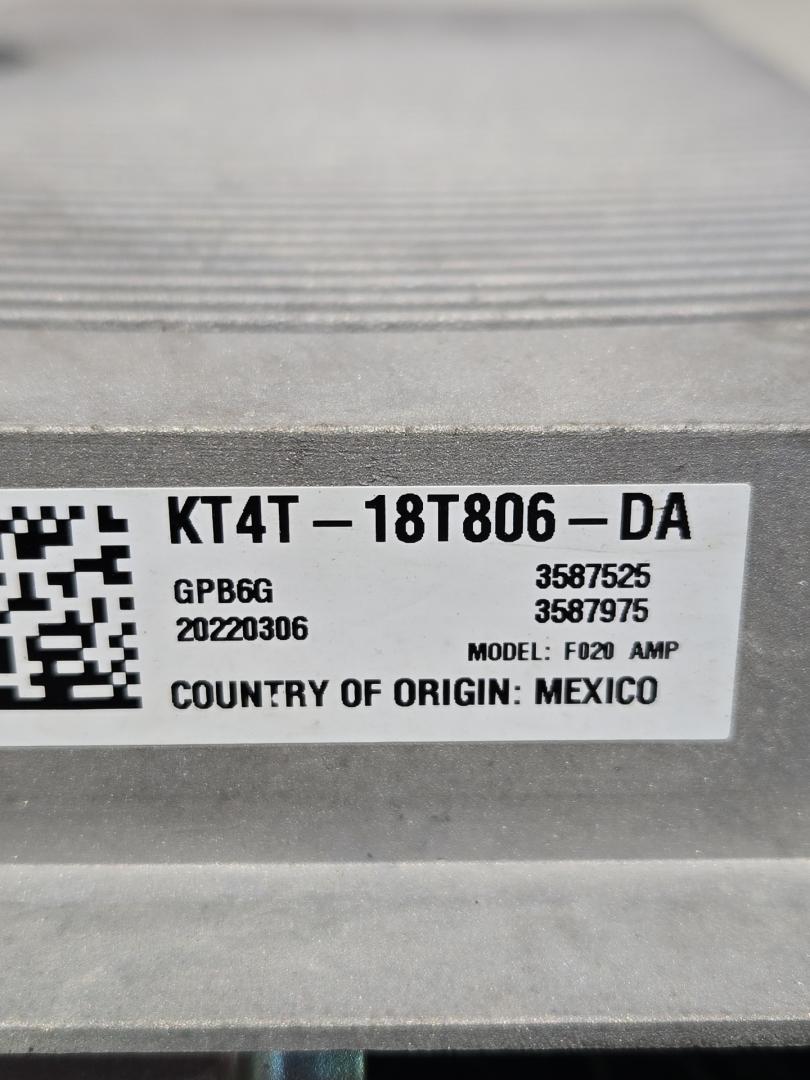 KT4T-18T806-DA
GPB6G 3587525
20220306 3587975
MODEL: F020 AMP
COUNTRY OF ORIGIN: MEXICO